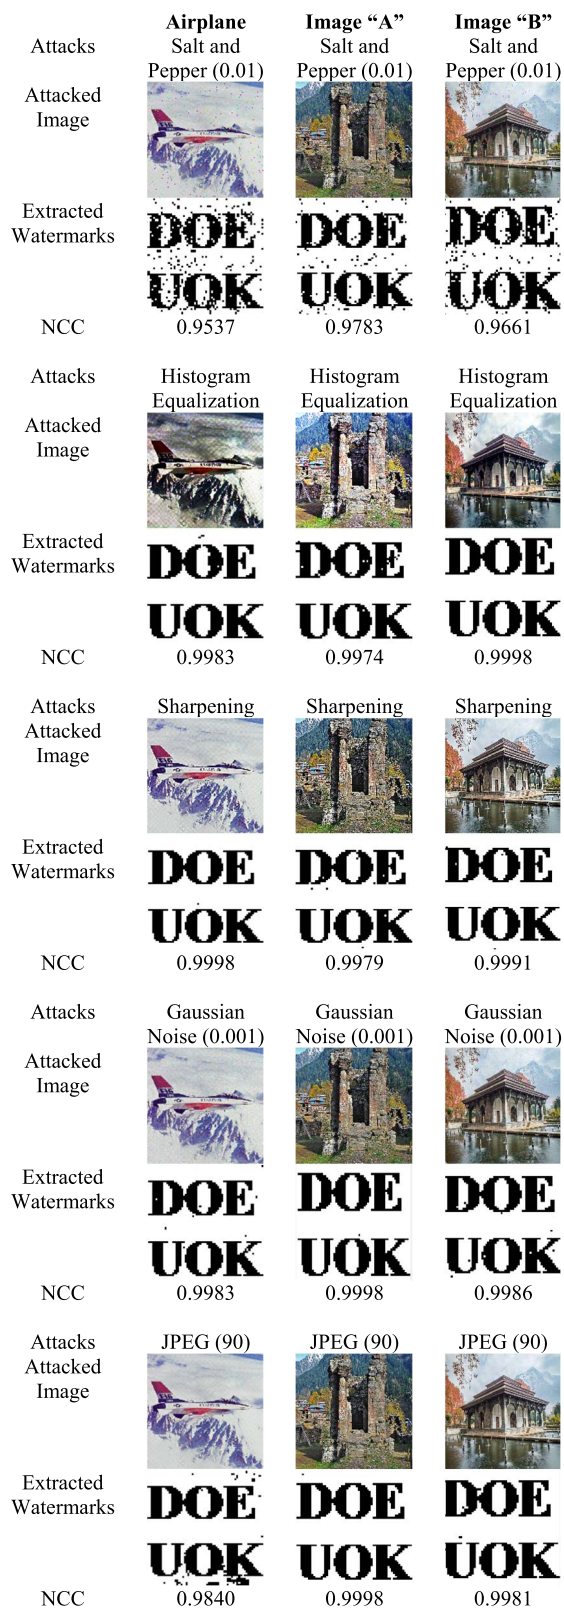 Airplane Image “A” Image “B”
Attacks Salt and Salt and Salt and
Pepper (0.01) Pepper (0.01) Pepper (0.01)
Attacked
Image
Extracted
Watermarks
DOE DOE DOE
UOK UOK UOK
NCC 0.9537 0.9783 0.9661
Attacks Histogram Histogram Histogram
Equalization Equalization Equalization
Attacked
Image
Extracted
Watermarks
DOE DOE DOE
UOK UOK UOK
NCC 0.9983 0.9974 0.9998
Attacks Sharpening Sharpening Sharpening
Attacked
Image
Extracted
Watermarks
DOE DOE DOE
UOK UOK UOK
NCC 0.9998 0.9979 0.9991
Attacks Gaussian Gaussian Gaussian
Noise (0.001) Noise (0.001) Noise (0.001)
Attacked
Image
Extracted
Watermarks
DOE DOE DOE
UOK UOK UOK
NCC 0.9983 0.9998 0.9986
Attacks JPEG (90) JPEG (90) JPEG (90)
Attacked
Image
Extracted
Watermarks
DOE DOE DOE
UOK UOK UOK
NCC 0.9840 0.9998 0.9981